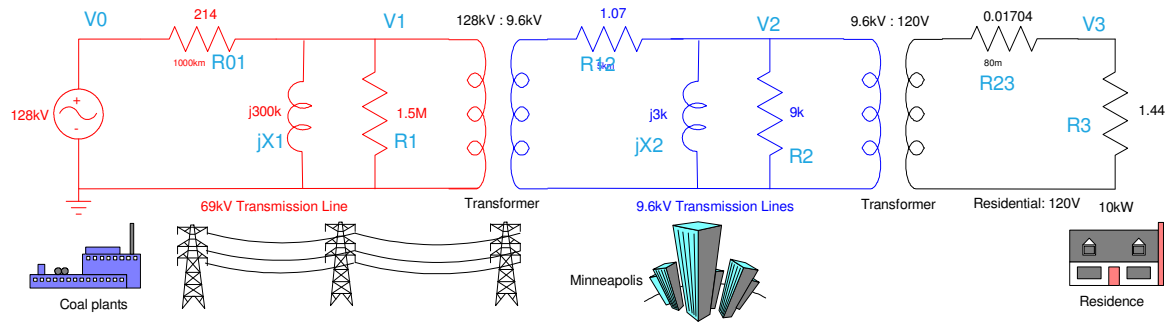 V0
214
1000km
R01
V1
128kV : 9.6kV
1.07
5km
R12
V2
9.6kV : 120V
0.01704
80m
R23
V3
+
-
128kV
j300k
jX1
1.5M
R1
j3k
jX2
9k
R2
R3
1.44
69kV Transmission Line
Transformer
9.6kV Transmission Lines
Transformer
Residential: 120V
10kW
Coal plants
Minneapolis
Residence